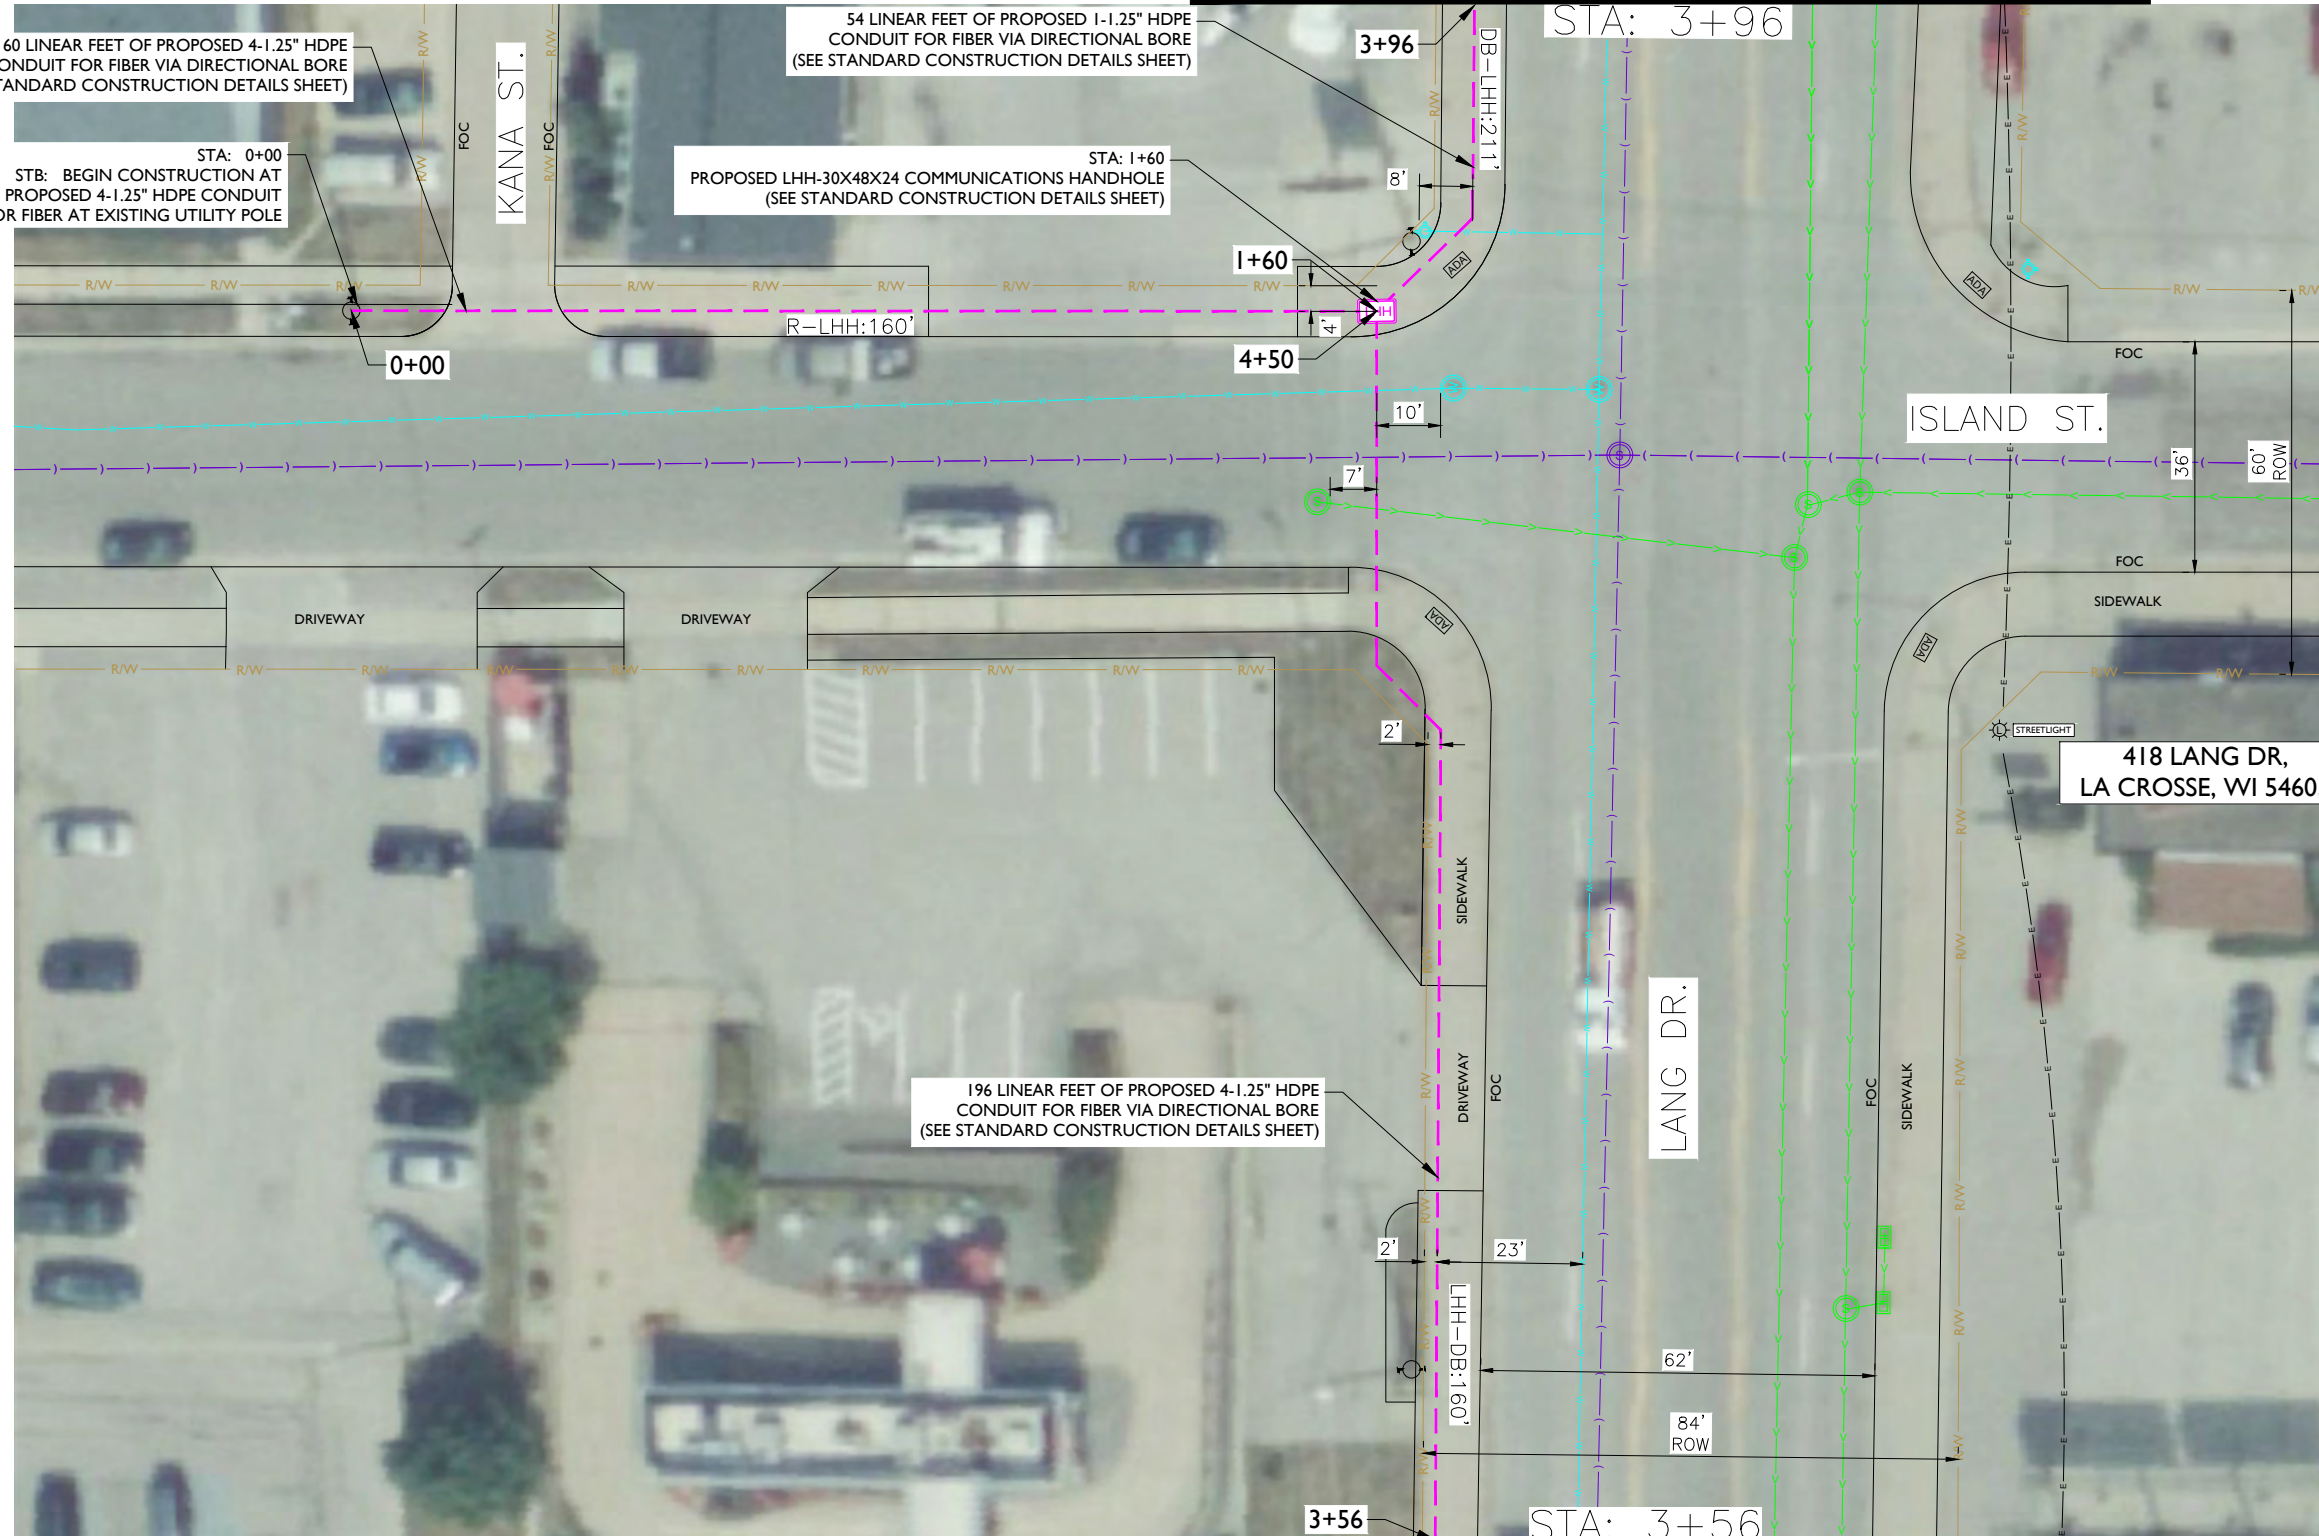 60 LINEAR FEET OF PROPOSED 4-1.25" HDPE
ONDUIT FOR FIBER VIA DIRECTIONAL BORE
TANDARD CONSTRUCTION DETAILS SHEET)
STA: 0+00
STB: BEGIN CONSTRUCTION AT
PROPOSED 4-1.25" HDPE CONDUIT
OR FIBER AT EXISTING UTILITY POLE
0+00
KANA ST.
FOC
FOC
54 LINEAR FEET OF PROPOSED 1-1.25" HDPE
CONDUIT FOR FIBER VIA DIRECTIONAL BORE
(SEE STANDARD CONSTRUCTION DETAILS SHEET)
3+96
STA: 3+96
DB-LHH:211'
STA: 1+60
PROPOSED LHH-30X48X24 COMMUNICATIONS HANDHOLE
(SEE STANDARD CONSTRUCTION DETAILS SHEET)
8'
1+60
R-LHH:160'
4'
4+50
ADA
ADA
10'
7'
ISLAND ST.
FOC
36'
60'
ROW
FOC
SIDEWALK
DRIVEWAY
DRIVEWAY
ADA
ADA
R/W R/W R/W R/W R/W R/W R/W R/W R/W R/W
2'
STREETLIGHT
418 LANG DR,
LA CROSSE, WI 5460
SIDEWALK
LANG DR.
DRIVEWAY
FOC
FOC
SIDEWALK
196 LINEAR FEET OF PROPOSED 4-1.25" HDPE
CONDUIT FOR FIBER VIA DIRECTIONAL BORE
(SEE STANDARD CONSTRUCTION DETAILS SHEET)
2'
23'
LHH-DB:160'
62'
84'
ROW
3+56
STA: 3+56